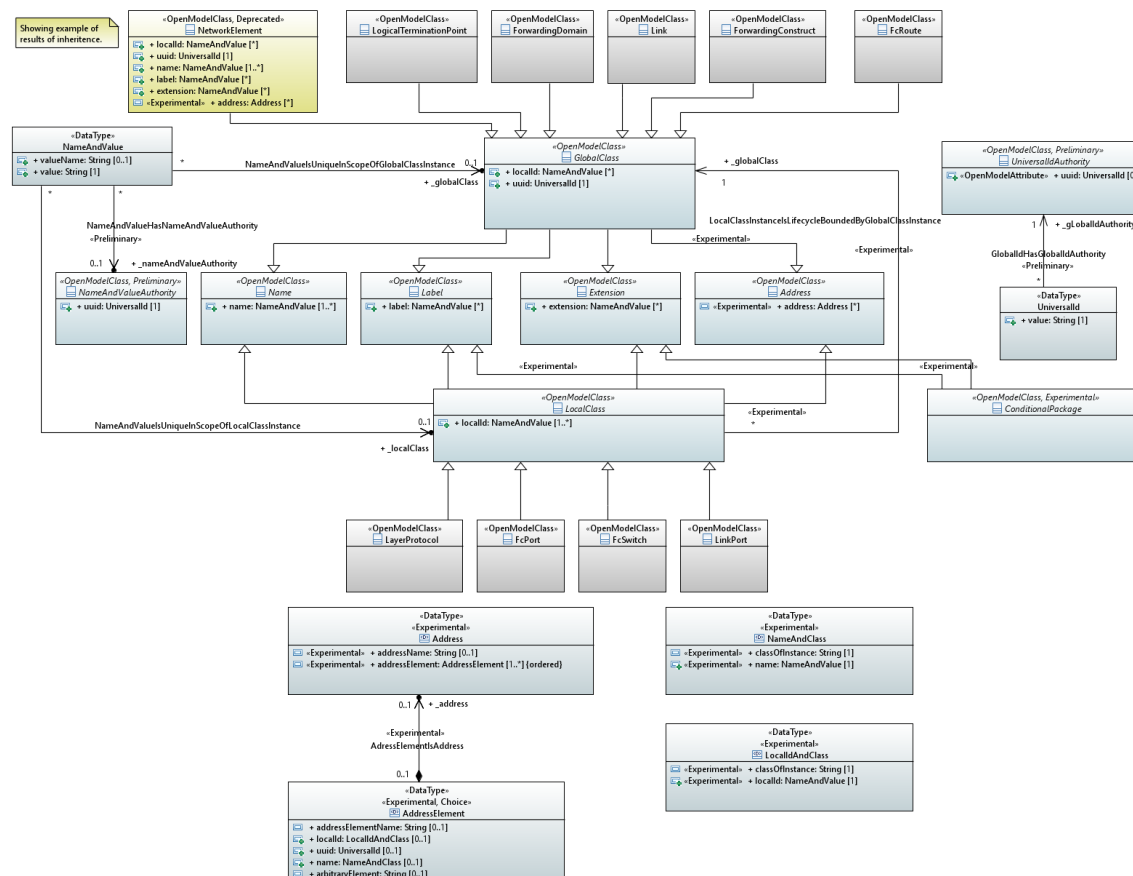 Showing example of
results of inheritence.
«OpenModelClass, Deprecated»
NetworkElement
+ localId: NameAndValue [*]
+ uuid: UniversalId [1]
+ name: NameAndValue [1..*]
+ label: NameAndValue [*]
+ extension: NameAndValue [*]
«Experimental» + address: Address [*]
«OpenModelClass»
LogicalTerminationPoint
«OpenModelClass»
ForwardingDomain
«OpenModelClass»
Link
«OpenModelClass»
ForwardingConstruct
«OpenModelClass»
FcRoute
«DataType»
NameAndValue
+ valueName: String [0..1]
+ value: String [1]
*
NameAndValueIsUniqueInScopeOfGlobalClassInstance
0..1
+ _globalClass
«OpenModelClass»
GlobalClass
+ localId: NameAndValue [*]
+ uuid: UniversalId [1]
+ _globalClass
1
«OpenModelClass, Preliminary»
UniversalIdAuthority
«OpenModelAttribute» + uuid: UniversalId [0
*
*
NameAndValueHasNameAndValueAuthority
«Preliminary»
0..1
+ _nameAndValueAuthority
LocalClassInstanceIsLifecycleBoundedByGlobalClassInstance
«Experimental»
«Experimental»
1
+ _gLobalIdAuthority
GlobalIdHasGlobalIdAuthority
«Preliminary»
*
«OpenModelClass, Preliminary»
NameAndValueAuthority
+ uuid: UniversalId [1]
«OpenModelClass»
Name
+ name: NameAndValue [1..*]
«OpenModelClass»
Label
+ label: NameAndValue [*]
«OpenModelClass»
Extension
+ extension: NameAndValue [*]
«OpenModelClass»
Address
«Experimental» + address: Address [*]
«DataType»
UniversalId
+ value: String [1]
«Experimental»
«Experimental»
NameAndValueIsUniqueInScopeOfLocalClassInstance
0..1
+ _localClass
«OpenModelClass»
LocalClass
+ localId: NameAndValue [1..*]
«Experimental»
*
«OpenModelClass, Experimental»
ConditionalPackage
«OpenModelClass»
LayerProtocol
«OpenModelClass»
FcPort
«OpenModelClass»
FcSwitch
«OpenModelClass»
LinkPort
«DataType»
«Experimental»
Address
«Experimental» + addressName: String [0..1]
«Experimental» + addressElement: AddressElement [1..*] {ordered}
«DataType»
«Experimental»
NameAndClass
«Experimental» + classOfInstance: String [1]
«Experimental» + name: NameAndValue [1]
0..1
+ _address
«Experimental»
AdressElementIsAddress
0..1
«DataType»
«Experimental»
LocalIdAndClass
«Experimental» + classOfInstance: String [1]
«Experimental» + localId: NameAndValue [1]
«DataType»
«Experimental, Choice»
AddressElement
+ addressElementName: String [0..1]
+ localId: LocalIdAndClass [0..1]
+ uuid: UniversalId [0..1]
+ name: NameAndClass [0..1]
+ arbitraryElement: String [0..1]